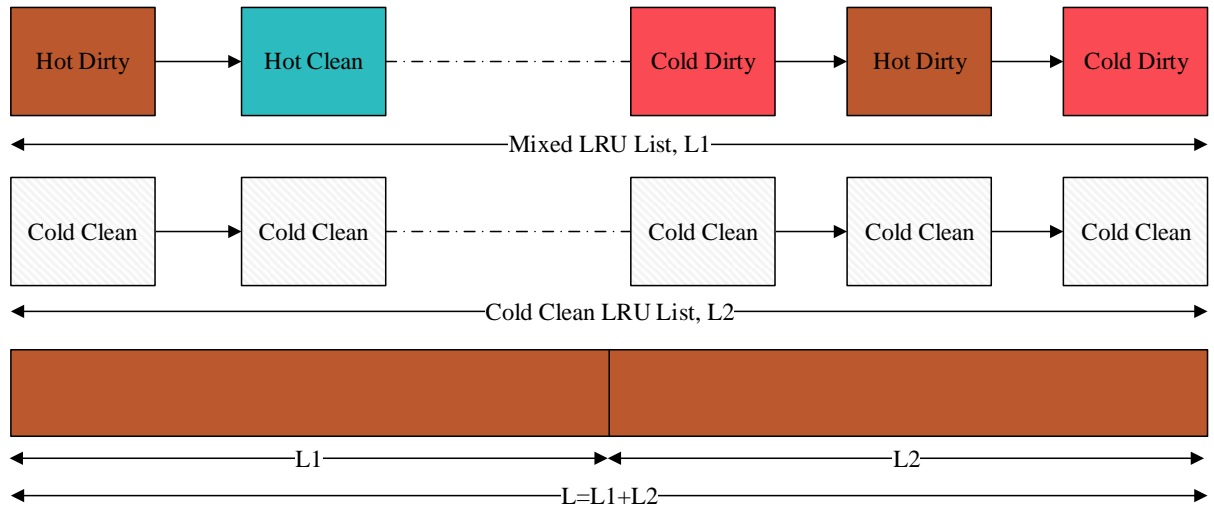 Hot Dirty
Hot Clean
Cold Dirty
Hot Dirty
Cold Dirty
Mixed LRU List, L1
Cold Clean
Cold Clean
Cold Clean
Cold Clean
Cold Clean
Cold Clean LRU List, L2
L1
L2
L=L1+L2